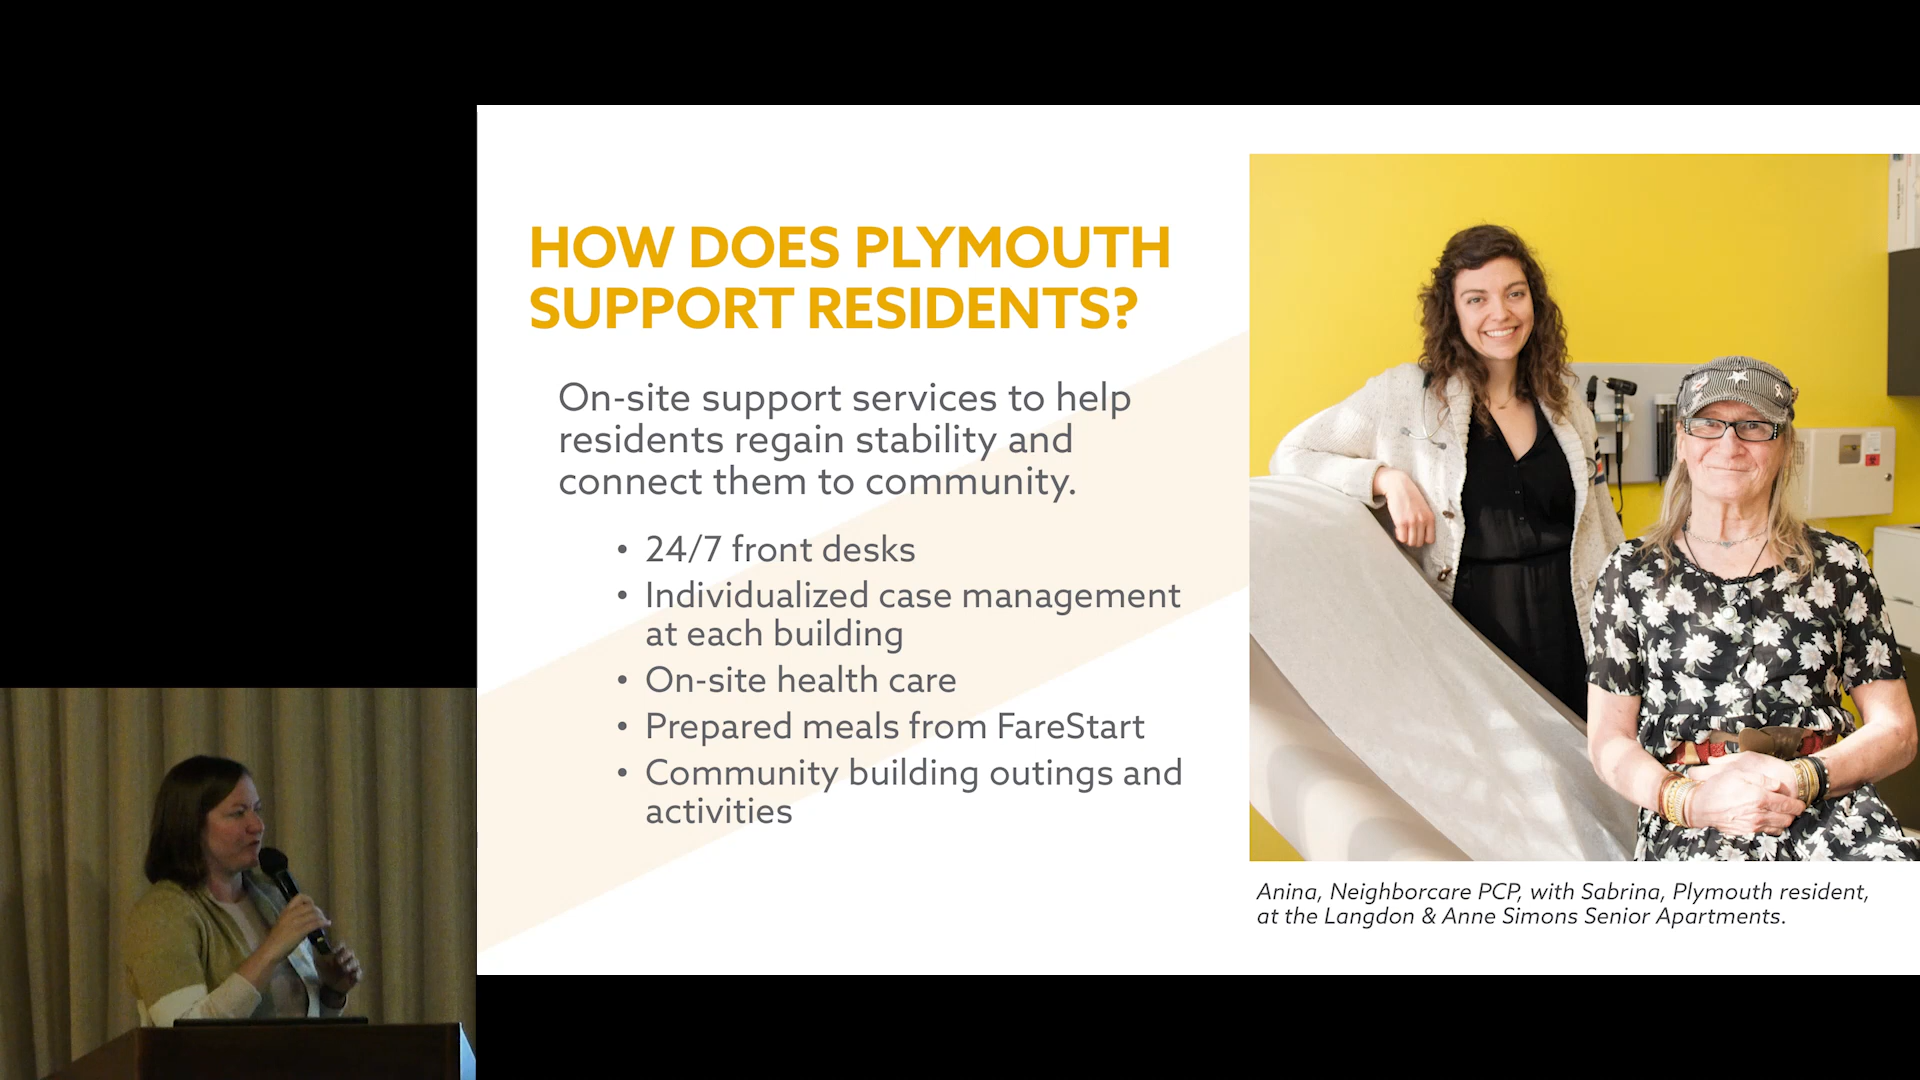 HOW DOES PLYMOUTH
SUPPORT RESIDENTS?
On-site support services to help
residents regain stability and
connect them to community.
• 24/7 front desks
• Individualized case management
at each building
• On-site health care
• Prepared meals from FareStart
• Community building outings and
activities
Anina, Neighborcare PCP, with Sabrina, Plymouth resident,
at the Langdon & Anne Simons Senior Apartments.